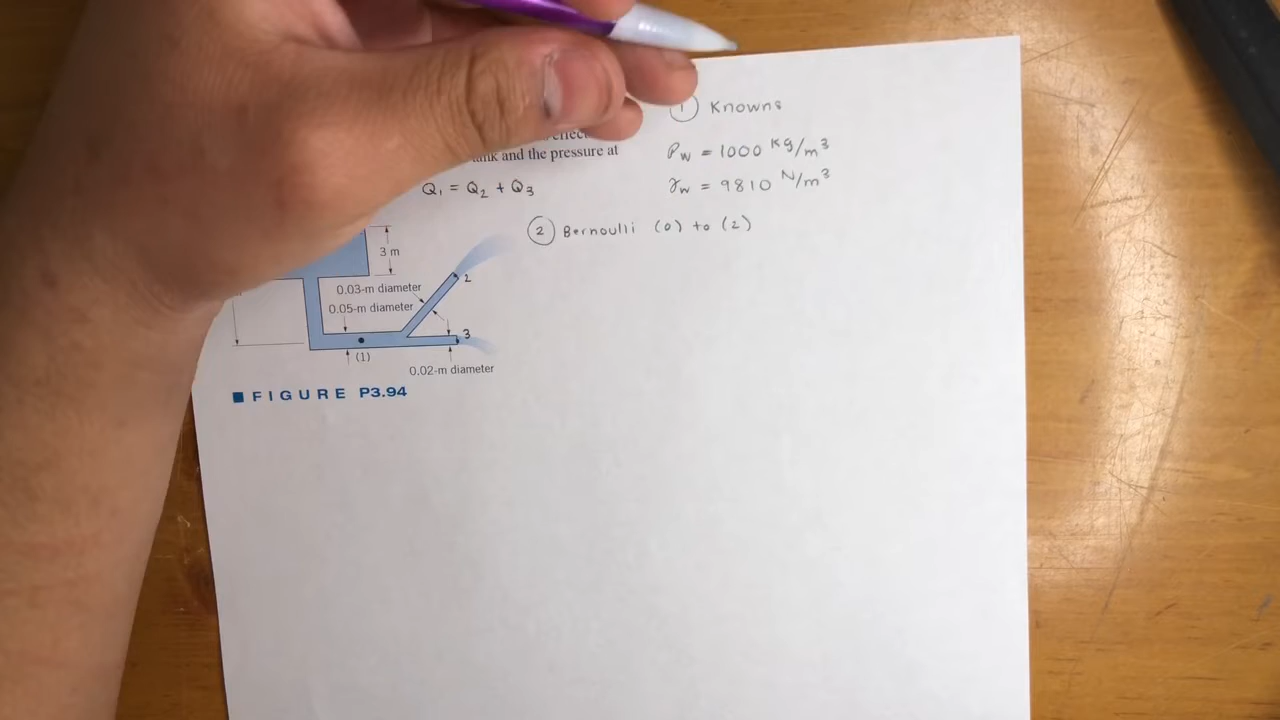 ① Knowns
and the pressure at
ρw = 1000 Kg/m³
γw = 9810 N/m³
Q₁ = Q₂ + Q₃
② Bernoulli (0) to (2)
3 m
2
0.03-m diameter
0.05-m diameter
3
(1)
0.02-m diameter
FIGURE P3.94